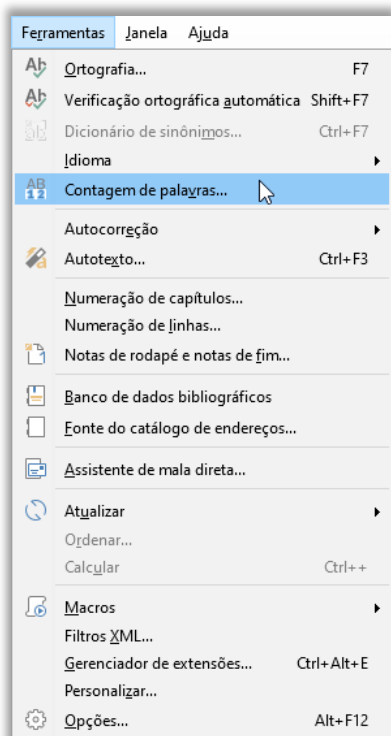 Ferramentas Janela Ajuda
Ortografia... F7
Verificação ortográfica automática Shift+F7
Dicionário de sinônimos... Ctrl+F7
Idioma
Contagem de palavras...
Autocorreção
Autotexto... Ctrl+F3
Numeração de capítulos...
Numeração de linhas...
Notas de rodapé e notas de fim...
Banco de dados bibliográficos
Fonte do catálogo de endereços...
Assistente de mala direta...
Atualizar
Ordenar...
Calcular Ctrl++
Macros
Filtros XML...
Gerenciador de extensões... Ctrl+Alt+E
Personalizar...
Opções... Alt+F12